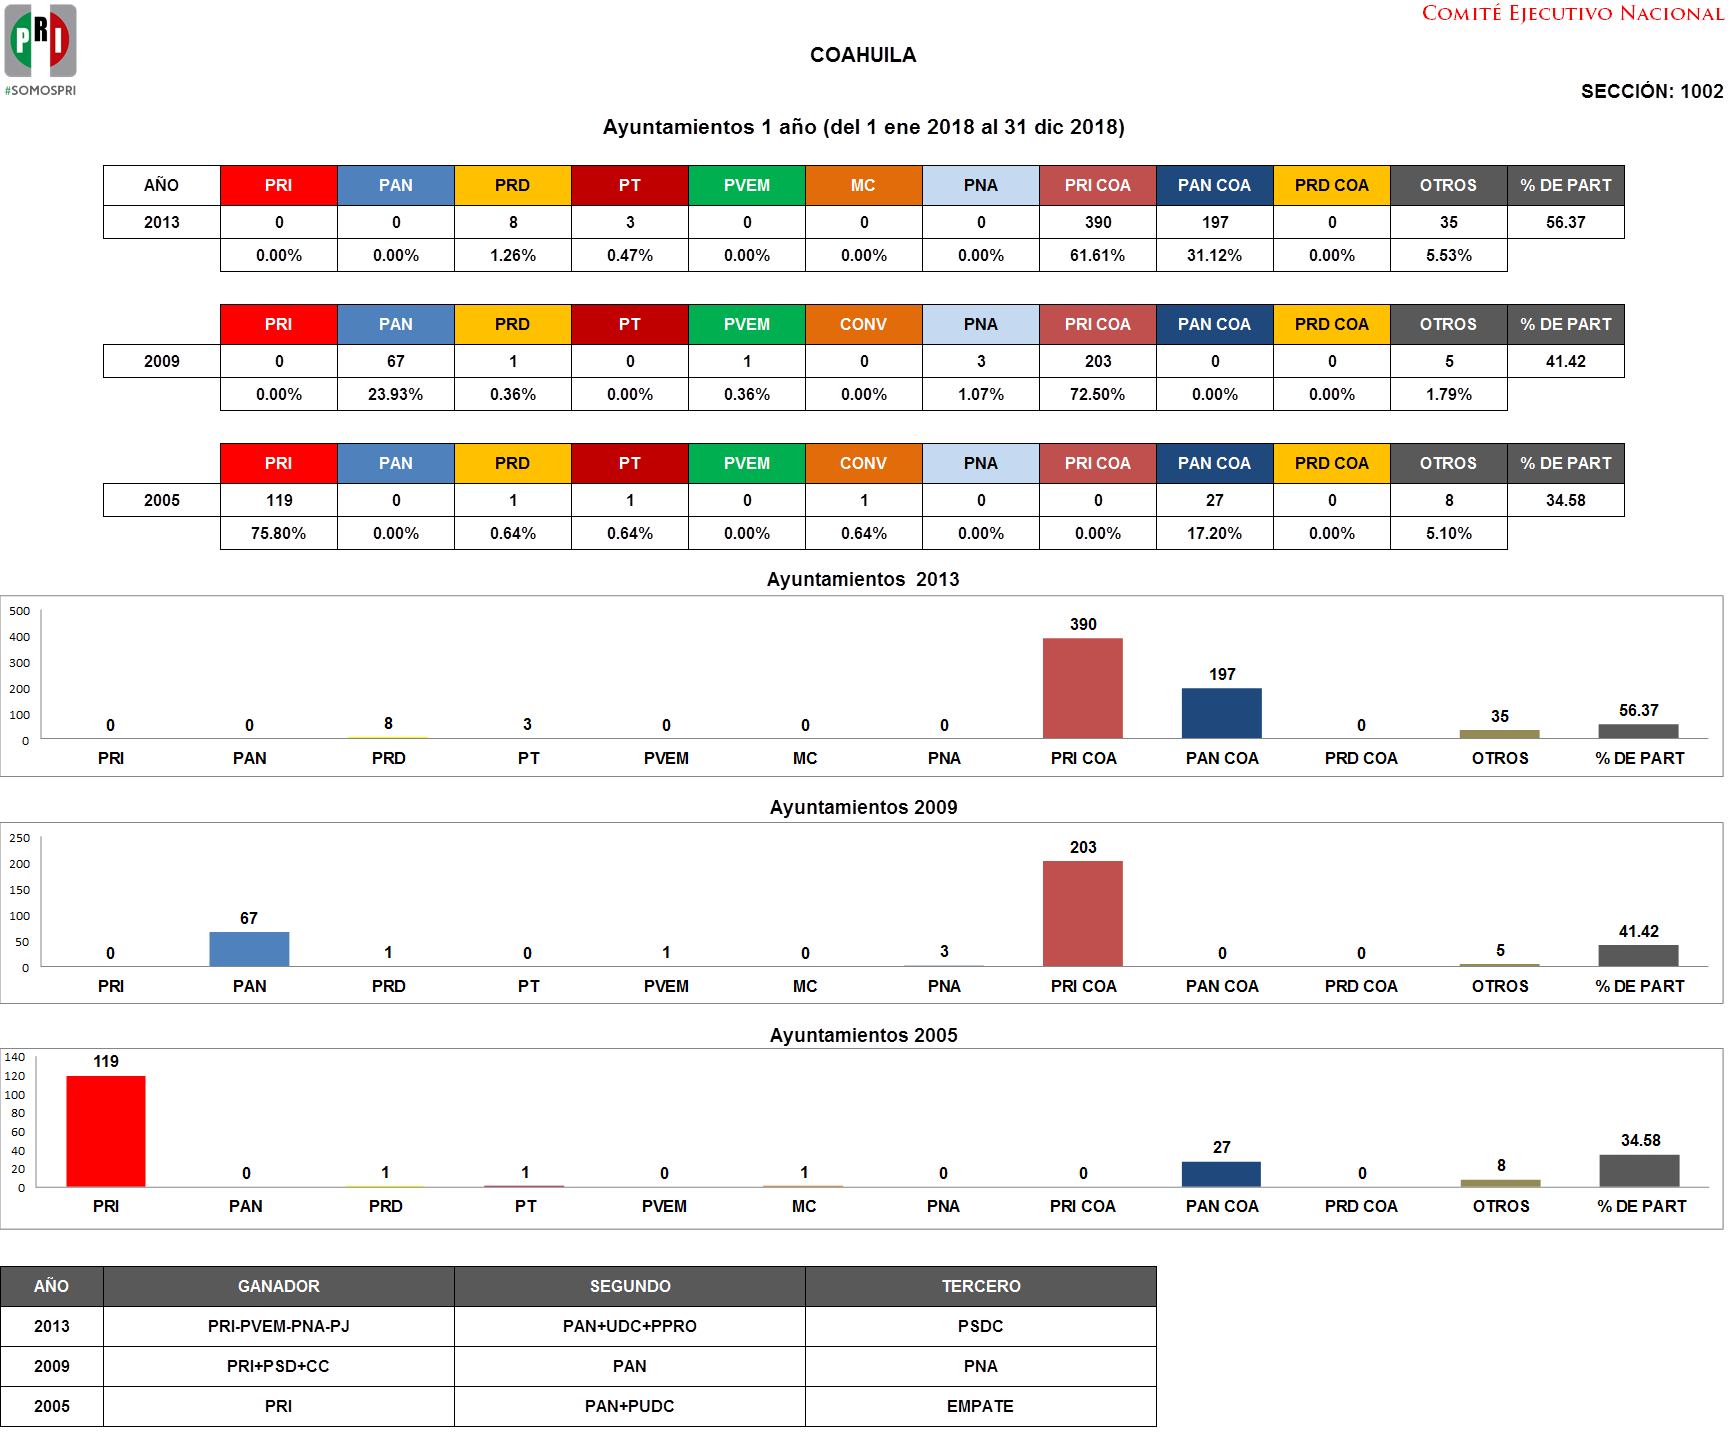 PRI
#SOMOSPRI
COMITÉ EJECUTIVO NACIONAL
COAHUILA
SECCIÓN: 1002
Ayuntamientos 1 año (del 1 ene 2018 al 31 dic 2018)
AÑO PRI PAN PRD PT PVEM MC PNA PRI COA PAN COA PRD COA OTROS % DE PART
2013 0 0 8 3 0 0 0 390 197 0 35 56.37
0.00% 0.00% 1.26% 0.47% 0.00% 0.00% 0.00% 61.61% 31.12% 0.00% 5.53%
PRI PAN PRD PT PVEM CONV PNA PRI COA PAN COA PRD COA OTROS % DE PART
2009 0 67 1 0 1 0 3 203 0 0 5 41.42
0.00% 23.93% 0.36% 0.00% 0.36% 0.00% 1.07% 72.50% 0.00% 0.00% 1.79%
PRI PAN PRD PT PVEM CONV PNA PRI COA PAN COA PRD COA OTROS % DE PART
2005 119 0 1 1 0 1 0 0 27 0 8 34.58
75.80% 0.00% 0.64% 0.64% 0.00% 0.64% 0.00% 0.00% 17.20% 0.00% 5.10%
Ayuntamientos 2013
500
400
300
200
100
0
0 0 8 3 0 0 0 390 197 0 35 56.37
PRI PAN PRD PT PVEM MC PNA PRI COA PAN COA PRD COA OTROS % DE PART
Ayuntamientos 2009
250
200
150
100
50
0
0 67 1 0 1 0 3 203 0 0 5 41.42
PRI PAN PRD PT PVEM MC PNA PRI COA PAN COA PRD COA OTROS % DE PART
Ayuntamientos 2005
140
120
100
80
60
40
20
0
119 0 1 1 0 1 0 0 27 0 8 34.58
PRI PAN PRD PT PVEM MC PNA PRI COA PAN COA PRD COA OTROS % DE PART
AÑO GANADOR SEGUNDO TERCERO
2013 PRI-PVEM-PNA-PJ PAN+UDC+PPRO PSDC
2009 PRI+PSD+CC PAN PNA
2005 PRI PAN+PUDC EMPATE